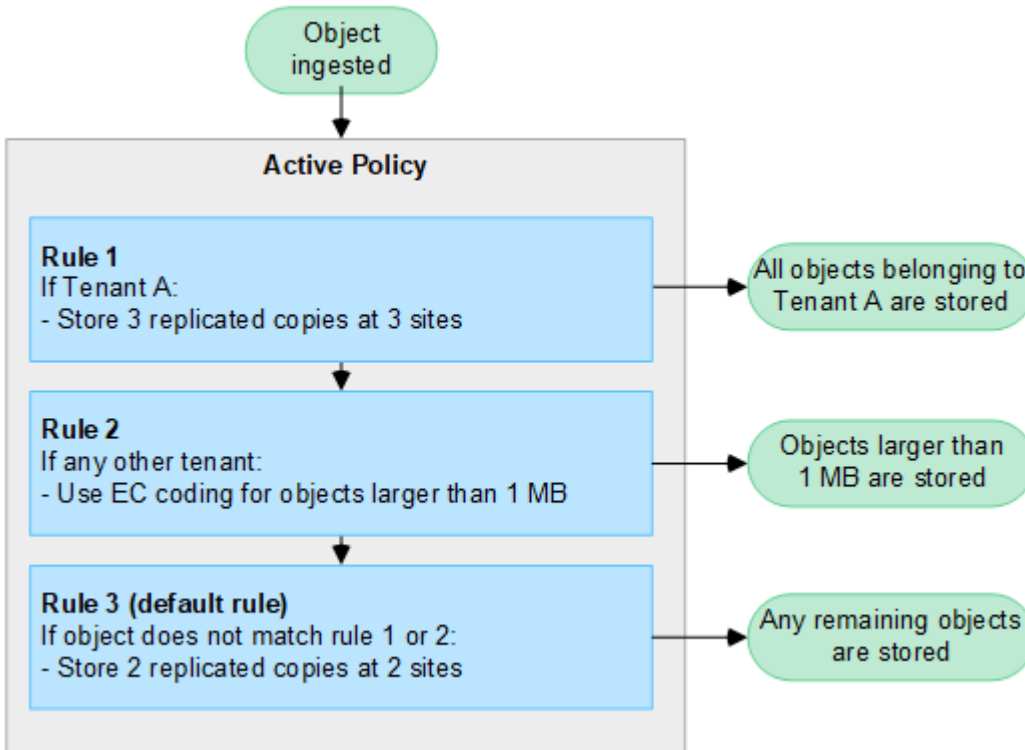 Object
ingested
Active Policy
Rule 1
If Tenant A:
- Store 3 replicated copies at 3 sites
All objects belonging to
Tenant A are stored
Rule 2
If any other tenant:
- Use EC coding for objects larger than 1 MB
Objects larger than
1 MB are stored
Rule 3 (default rule)
If object does not match rule 1 or 2:
- Store 2 replicated copies at 2 sites
Any remaining objects
are stored